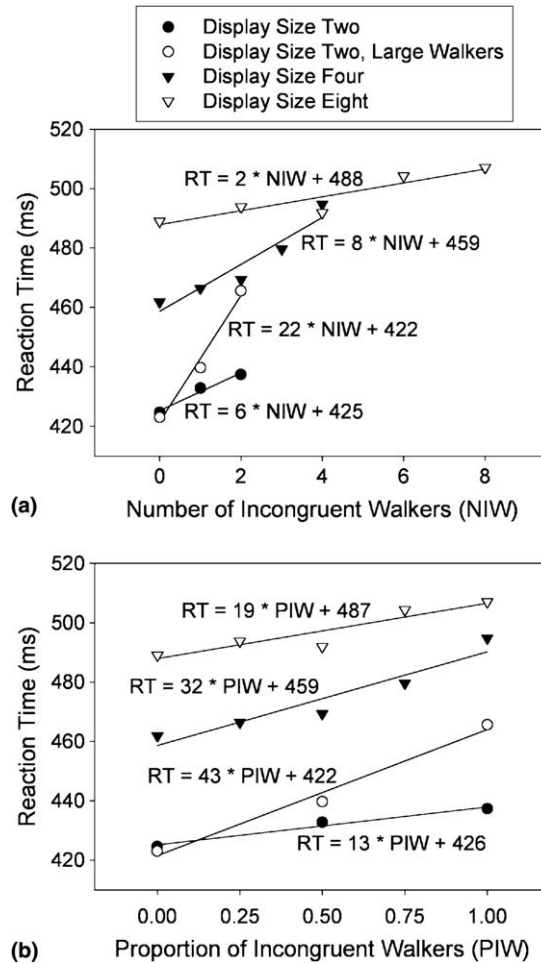 Display Size Two
Display Size Two, Large Walkers
Display Size Four
Display Size Eight
520
500
480
460
440
420
Reaction Time (ms)
RT = 2 * NIW + 488
RT = 8 * NIW + 459
RT = 22 * NIW + 422
RT = 6 * NIW + 425
0 2 4 6 8
(a) Number of Incongruent Walkers (NIW)
520
500
480
460
440
420
Reaction Time (ms)
RT = 19 * PIW + 487
RT = 32 * PIW + 459
RT = 43 * PIW + 422
RT = 13 * PIW + 426
0.00 0.25 0.50 0.75 1.00
(b) Proportion of Incongruent Walkers (PIW)